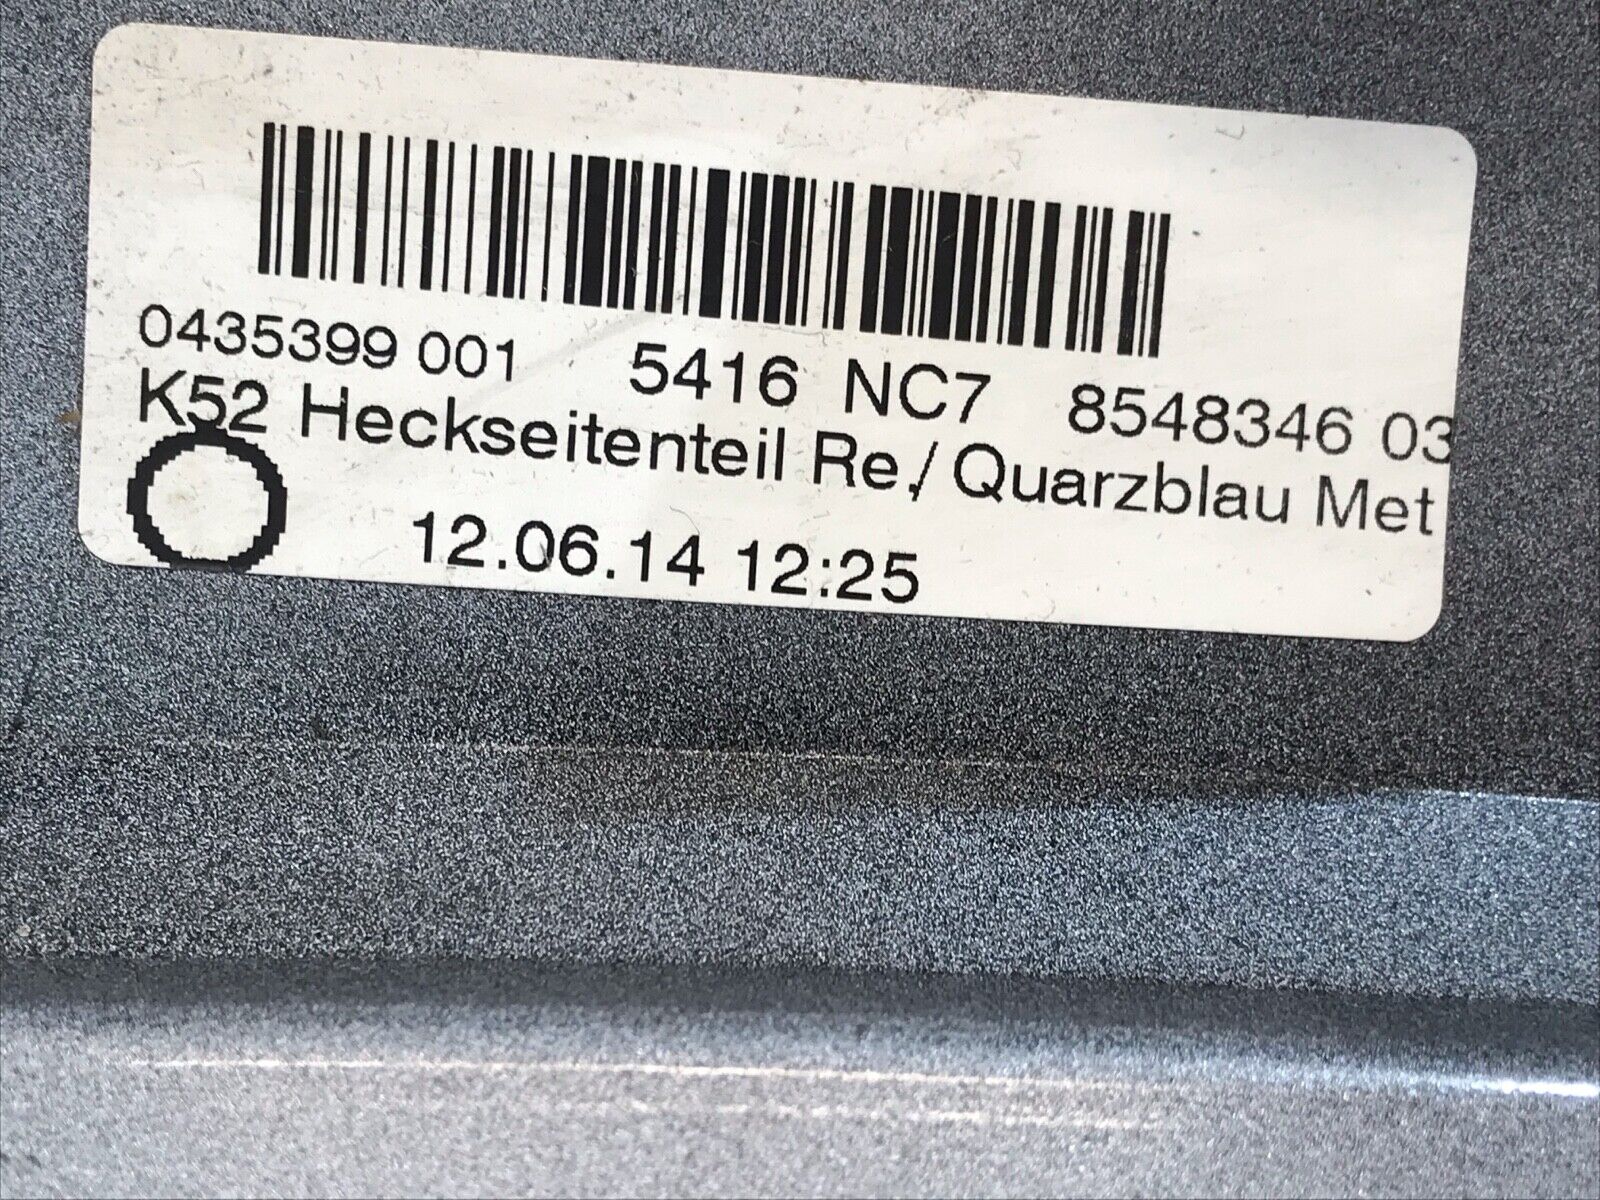 0435399 001 5416 NC7 8548346 03
K52 Heckseitenteil Re./ Quarzblau Met
12.06.14 12:25